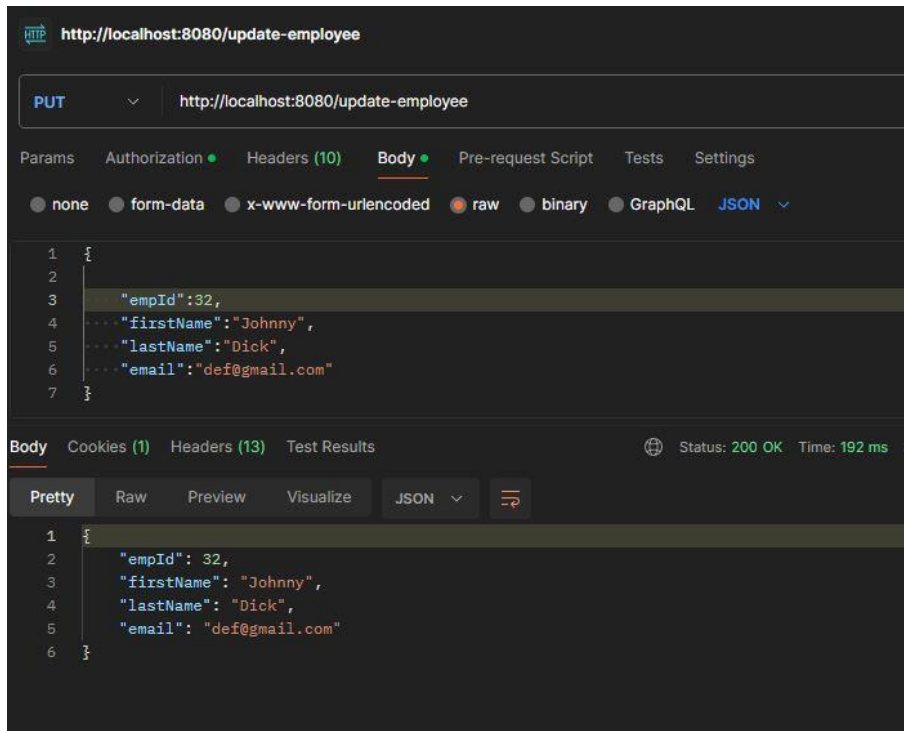 HTTP http://localhost:8080/update-employee
PUT http://localhost:8080/update-employee
Params Authorization Headers (10) Body Pre-request Script Tests Settings
none form-data x-www-form-urlencoded raw binary GraphQL JSON
1 {
2
3 ····"empId":32,
4 ····"firstName":"Johnny",
5 ····"lastName":"Dick",
6 ····"email":"def@gmail.com"
7 }
Body Cookies (1) Headers (13) Test Results Status: 200 OK Time: 192 ms
Pretty Raw Preview Visualize JSON
1 {
2 "empId": 32,
3 "firstName": "Johnny",
4 "lastName": "Dick",
5 "email": "def@gmail.com"
6 }